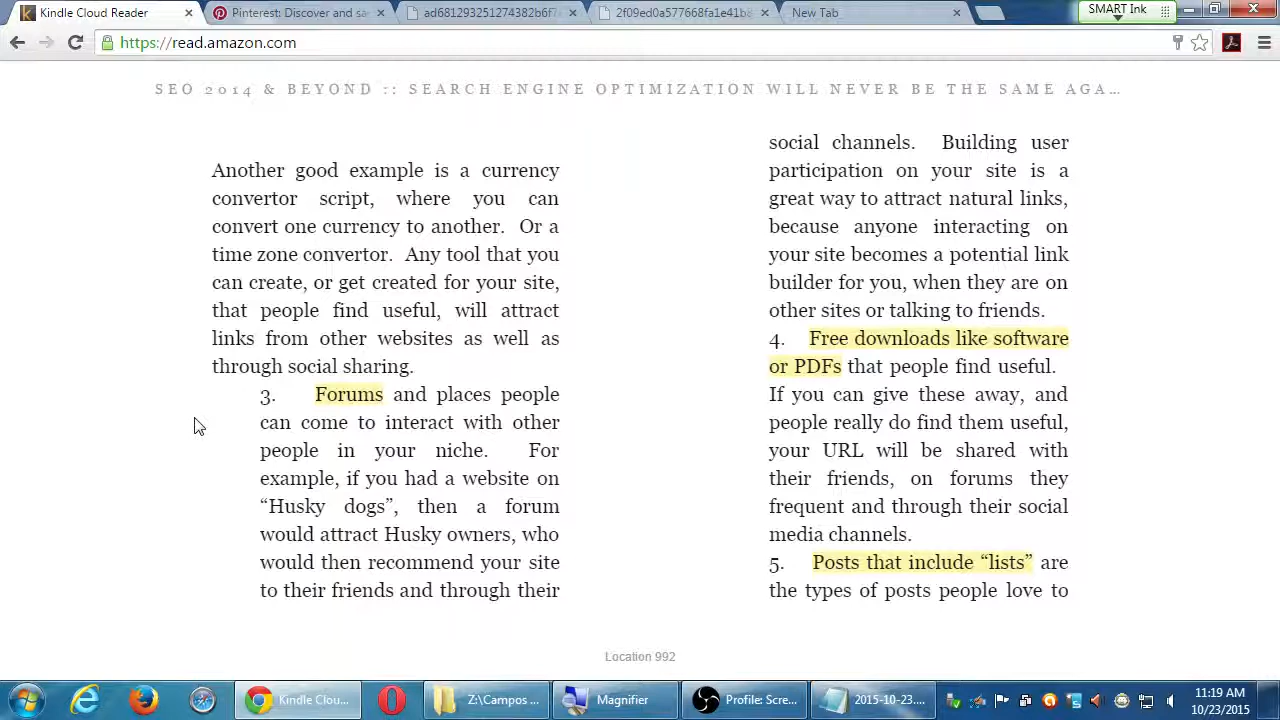 Kindle Cloud Reader
Pinterest: Discover and sa
ad681293251274382b6f7
2f09ed0a577668fa1e41b8
New Tab
SMART Ink
https://read.amazon.com
SEO 2014 & BEYOND :: SEARCH ENGINE OPTIMIZATION WILL NEVER BE THE SAME AGA...
Another good example is a currency
convertor script, where you can
convert one currency to another. Or a
time zone convertor. Any tool that you
can create, or get created for your site,
that people find useful, will attract
links from other websites as well as
through social sharing.
3. Forums and places people
can come to interact with other
people in your niche. For
example, if you had a website on
“Husky dogs”, then a forum
would attract Husky owners, who
would then recommend your site
to their friends and through their
social channels. Building user
participation on your site is a
great way to attract natural links,
because anyone interacting on
your site becomes a potential link
builder for you, when they are on
other sites or talking to friends.
4. Free downloads like software
or PDFs that people find useful.
If you can give these away, and
people really do find them useful,
your URL will be shared with
their friends, on forums they
frequent and through their social
media channels.
5. Posts that include “lists” are
the types of posts people love to
Location 992
Kindle Clou...
Z:\Campos ...
Magnifier
Profile: Scre...
2015-10-23....
11:19 AM
10/23/2015